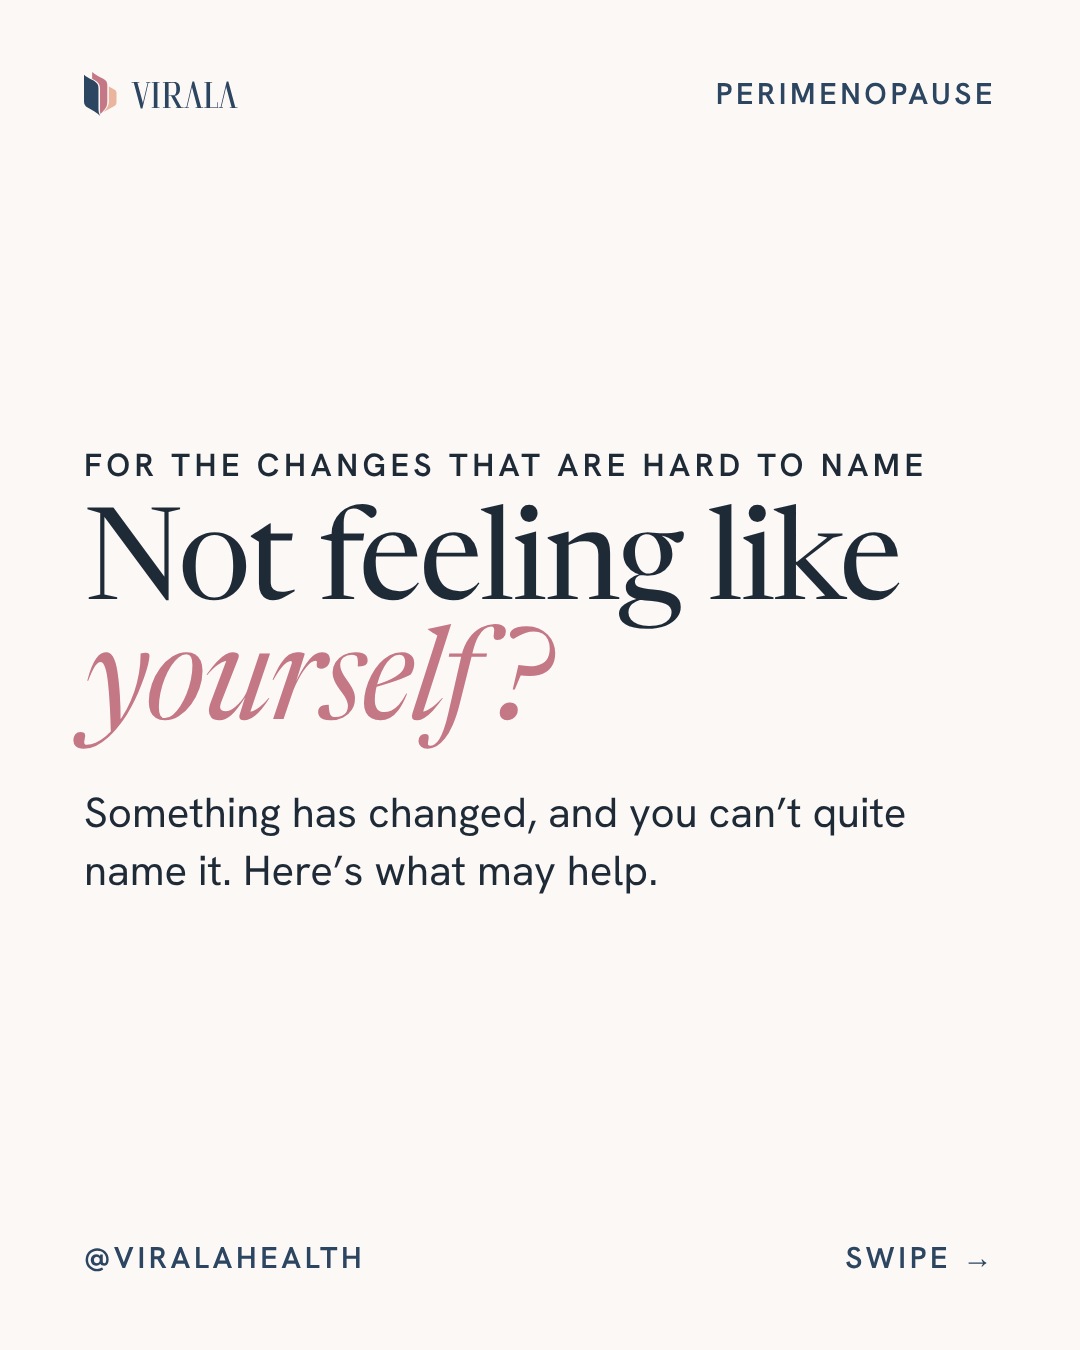 VIRALA
PERIMENOPAUSE
FOR THE CHANGES THAT ARE HARD TO NAME
Not feeling like
yourself?
Something has changed, and you can’t quite
name it. Here’s what may help.
@VIRALAHEALTH
SWIPE →